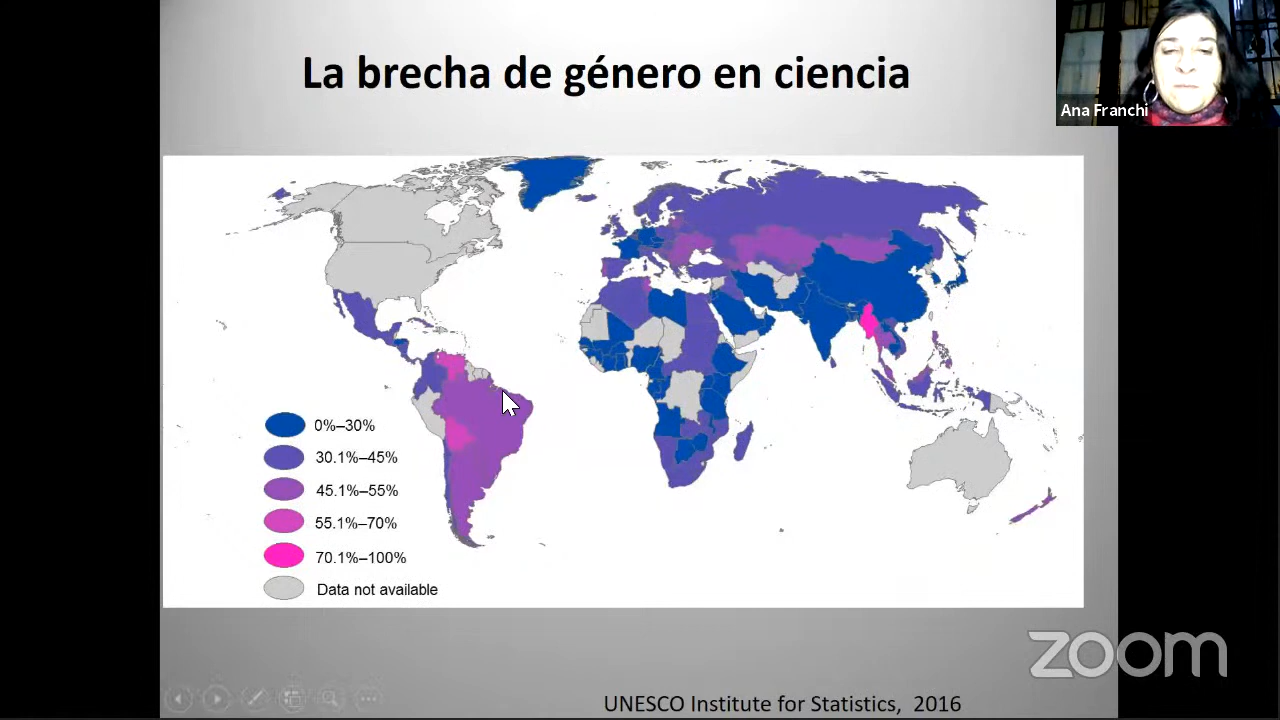 La brecha de género en ciencia
Ana Franchi
0%–30%
30.1%–45%
45.1%–55%
55.1%–70%
70.1%–100%
Data not available
zoom
UNESCO Institute for Statistics, 2016